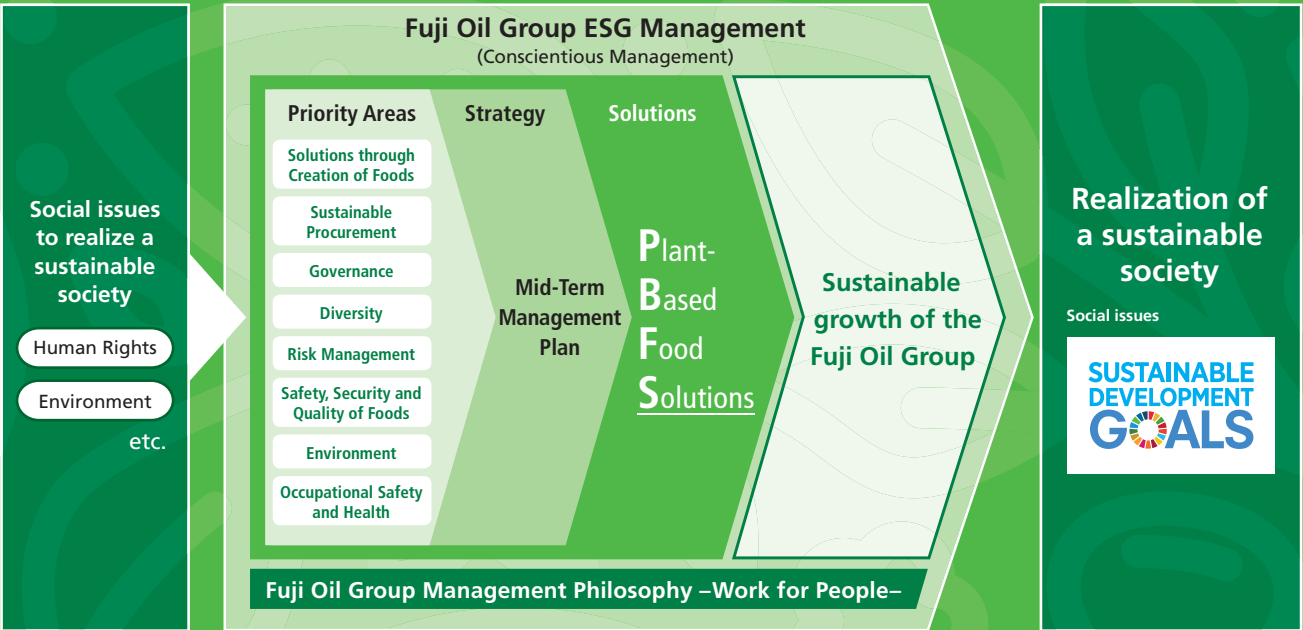 Fuji Oil Group ESG Management
(Conscientious Management)
Social issues
to realize a
sustainable
society
Human Rights
Environment
etc.
Priority Areas
Solutions through
Creation of Foods
Sustainable
Procurement
Governance
Diversity
Risk Management
Safety, Security and
Quality of Foods
Environment
Occupational Safety
and Health
Strategy
Mid-Term
Management
Plan
Solutions
Plant-
Based
Food
Solutions
Sustainable
growth of the
Fuji Oil Group
Fuji Oil Group Management Philosophy –Work for People–
Realization of
a sustainable
society
Social issues
SUSTAINABLE
DEVELOPMENT
GOALS